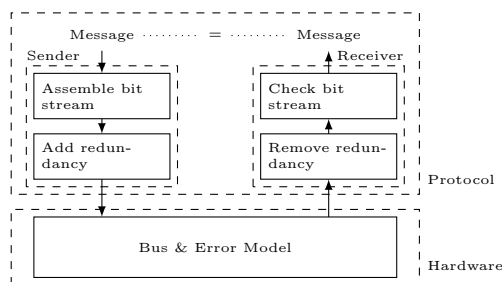 Message ········· = ········· Message
Sender
Receiver
Assemble bit
stream
Check bit
stream
Add redun-
dancy
Remove redun-
dancy
Protocol
Bus & Error Model
Hardware